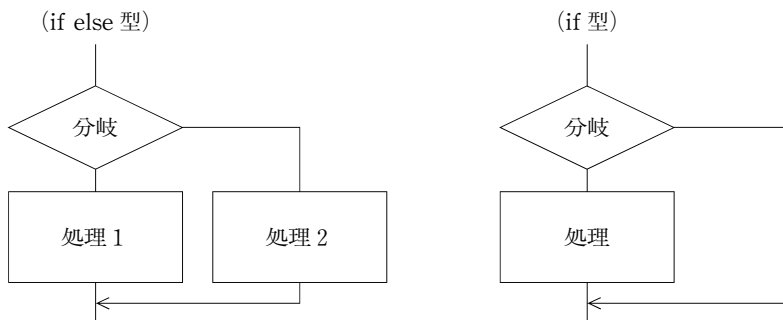 (if else 型)
(if 型)
分岐
分岐
処理 1
処理 2
処理